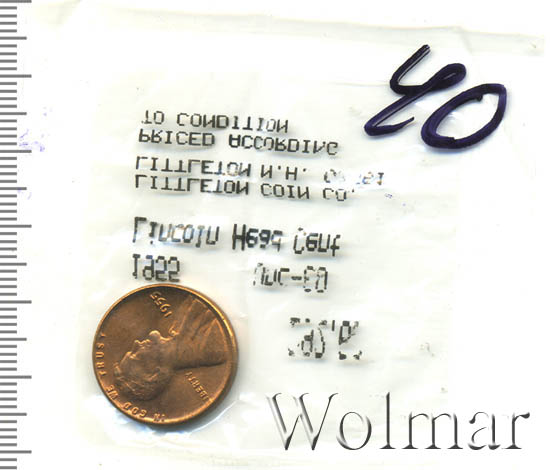 40
1955
Lincoln Head Cent
LITTLETON COIN CO.
LITTLETON N.H.
PRICED ACCORDING
TO CONDITION
IN GOD WE TRUST
LIBERTY
1955
Wolmar